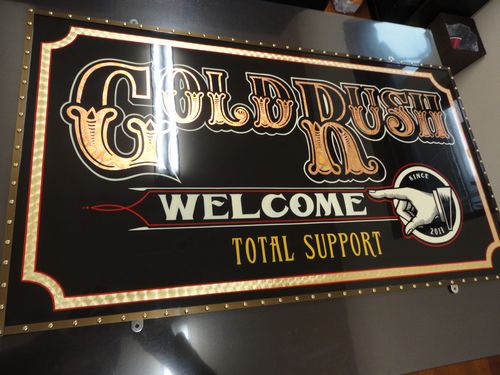 GOLD RUSH
WELCOME
SINCE
2011
TOTAL SUPPORT